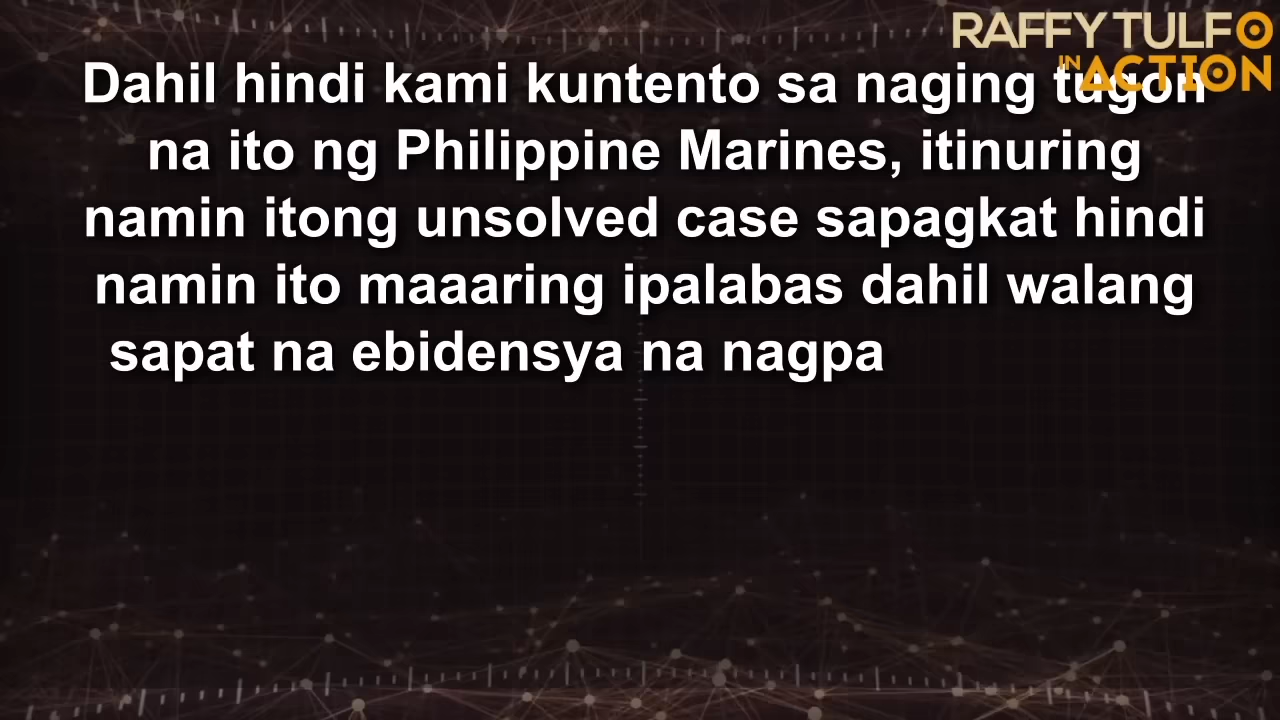 RAFFY TULFO
IN ACTION
Dahil hindi kami kuntento sa naging tugon
na ito ng Philippine Marines, itinuring
namin itong unsolved case sapagkat hindi
namin ito maaaring ipalabas dahil walang
sapat na ebidensya na nagpa